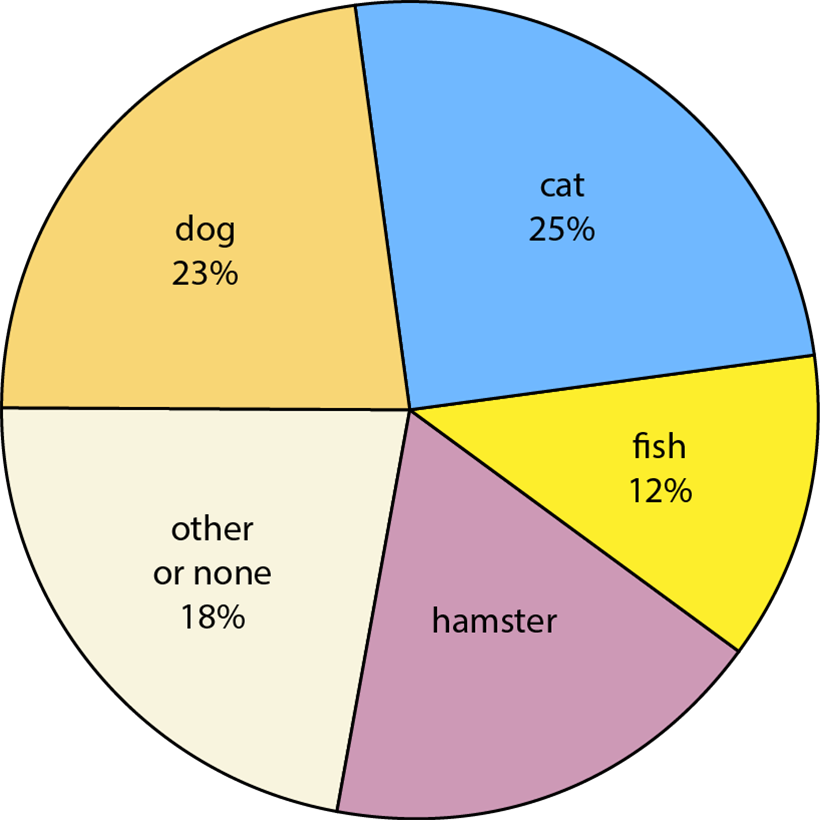 dog
23%
cat
25%
fish
12%
other
or none
18%
hamster